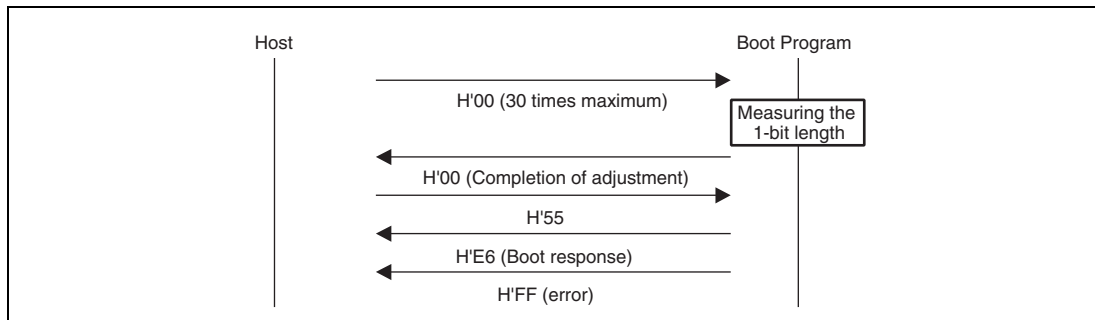 Host
Boot Program
H'00 (30 times maximum)
Measuring the
1-bit length
H'00 (Completion of adjustment)
H'55
H'E6 (Boot response)
H'FF (error)